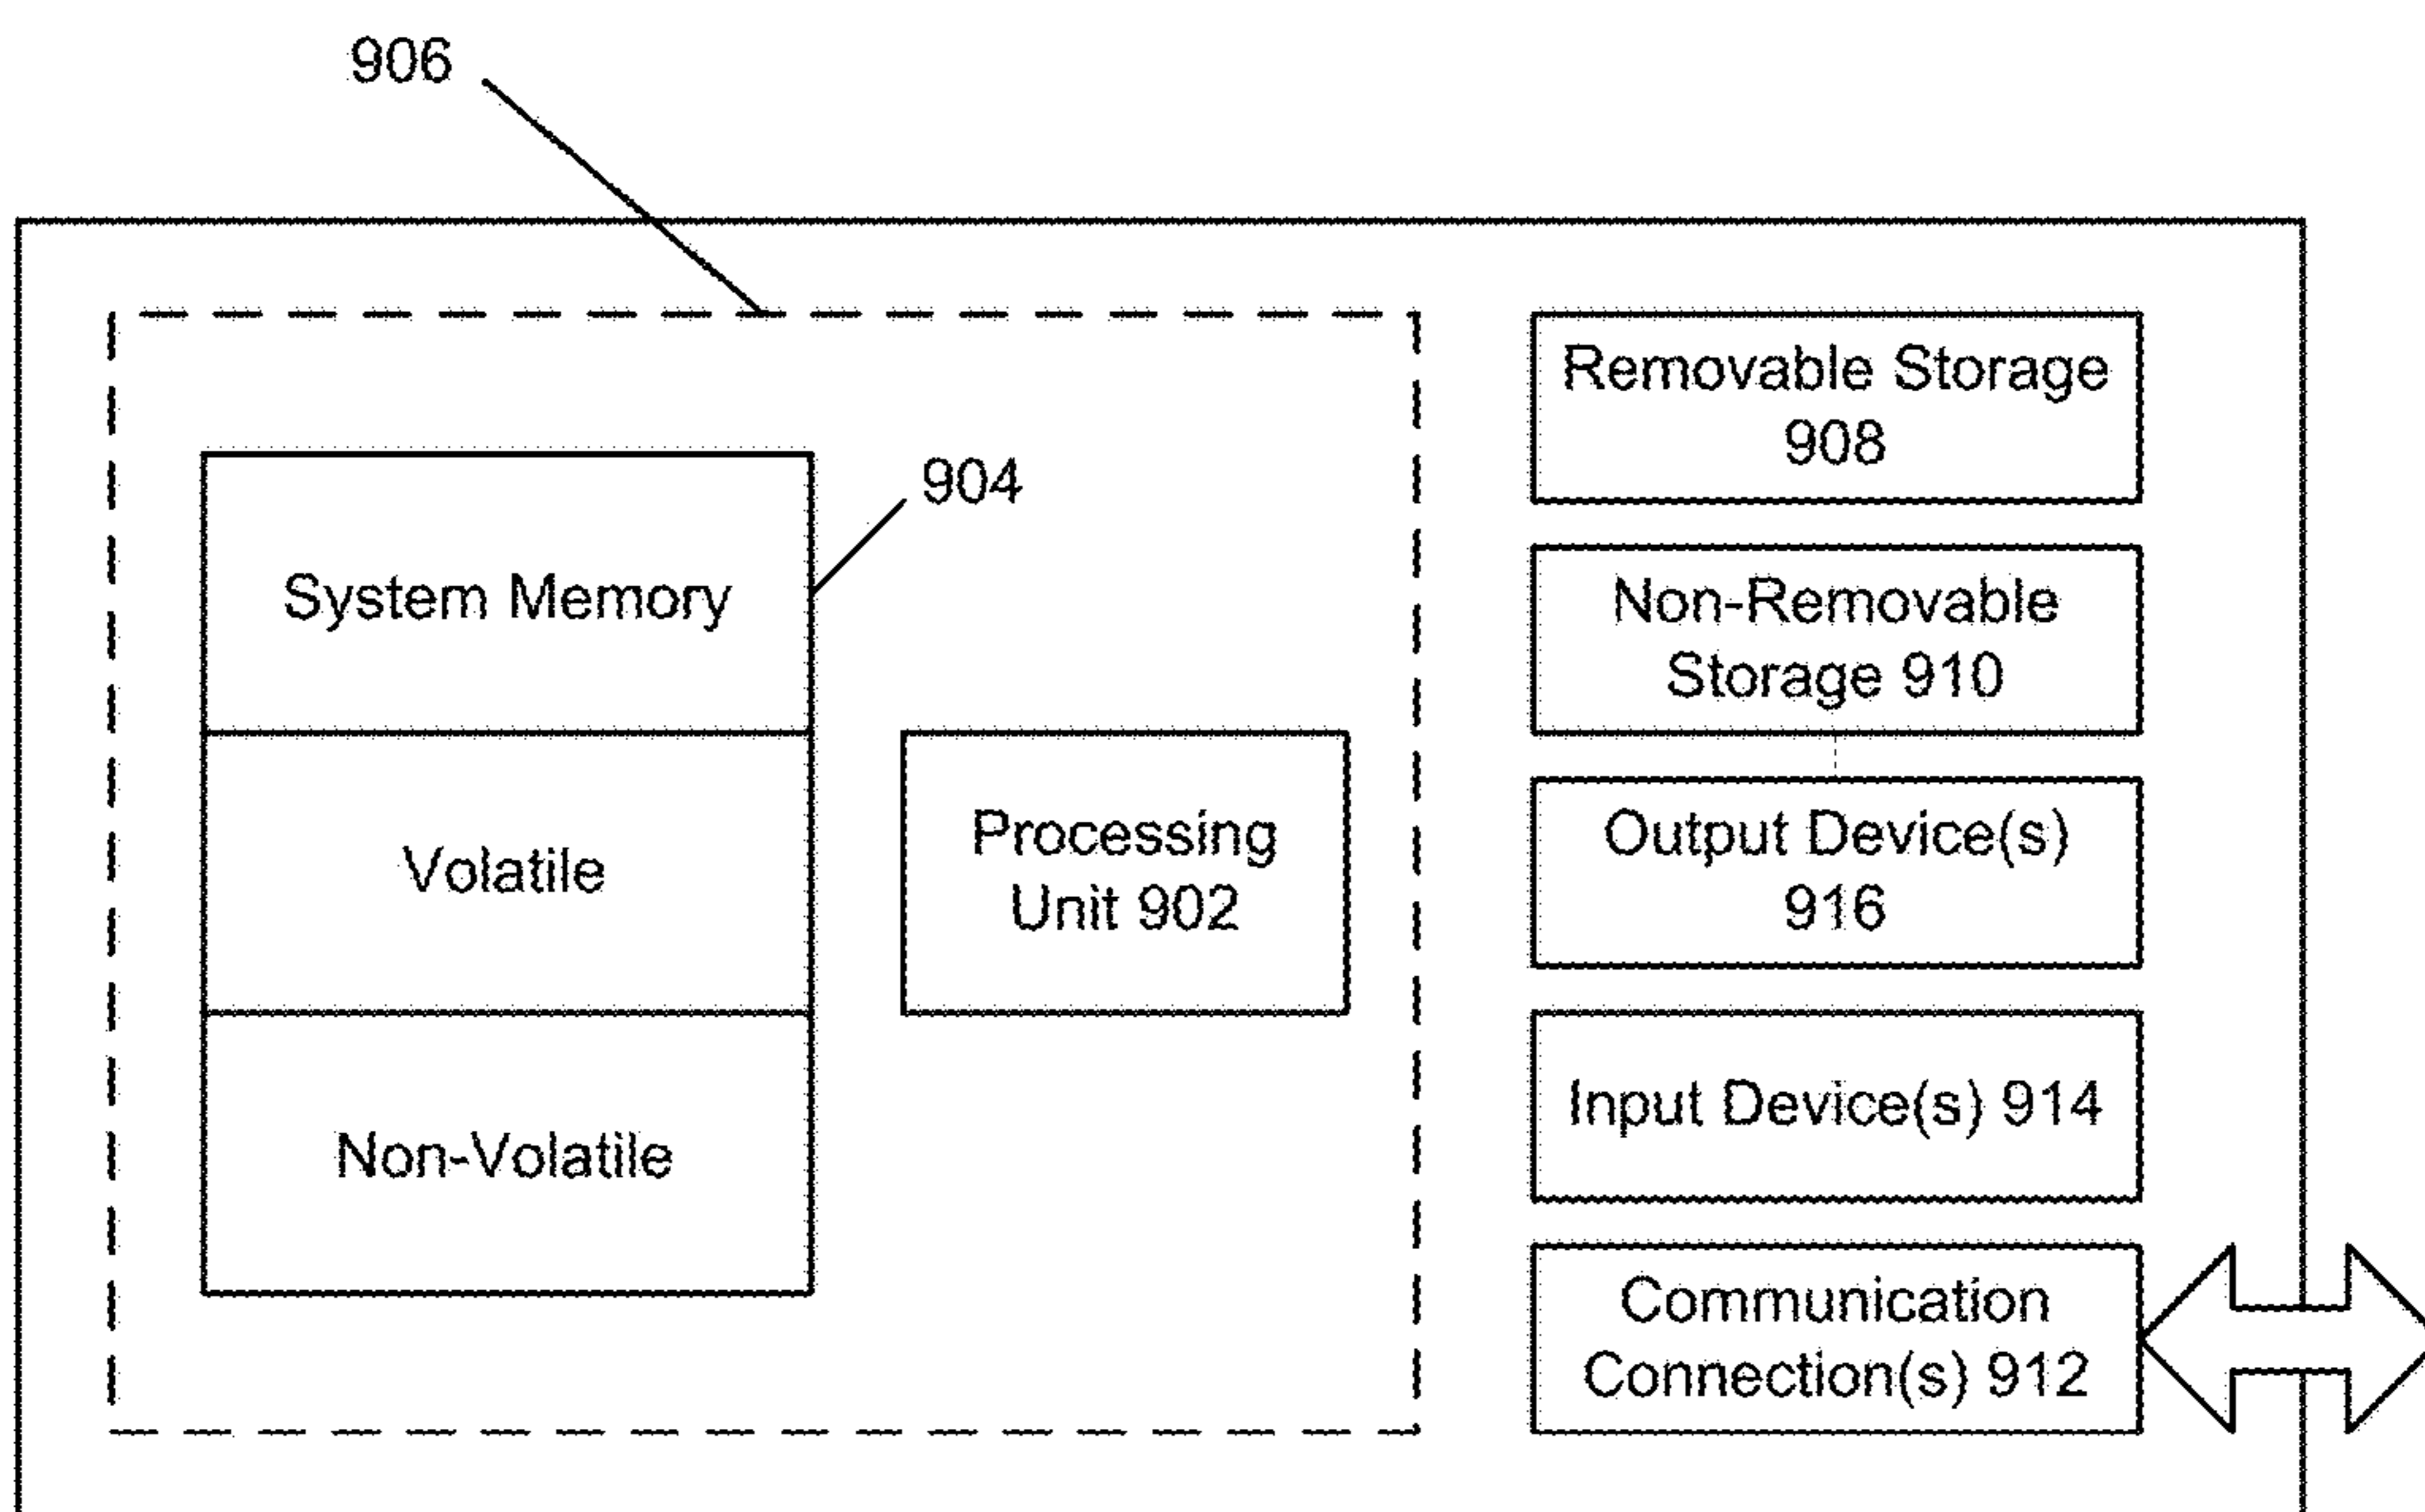 906
904
System Memory
Volatile
Non-Volatile
Processing
Unit 902
Removable Storage
908
Non-Removable
Storage 910
Output Device(s)
916
Input Device(s) 914
Communication
Connection(s) 912